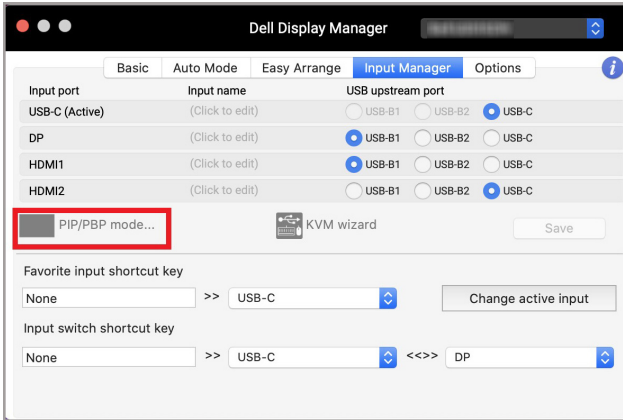 Dell Display Manager
Basic Auto Mode Easy Arrange Input Manager Options i
Input port Input name USB upstream port
USB-C (Active) (Click to edit) USB-B1 USB-B2 USB-C
DP (Click to edit) USB-B1 USB-B2 USB-C
HDMI1 (Click to edit) USB-B1 USB-B2 USB-C
HDMI2 (Click to edit) USB-B1 USB-B2 USB-C
PIP/PBP mode... KVM wizard Save
Favorite input shortcut key
None >> USB-C Change active input
Input switch shortcut key
None >> USB-C <<>> DP